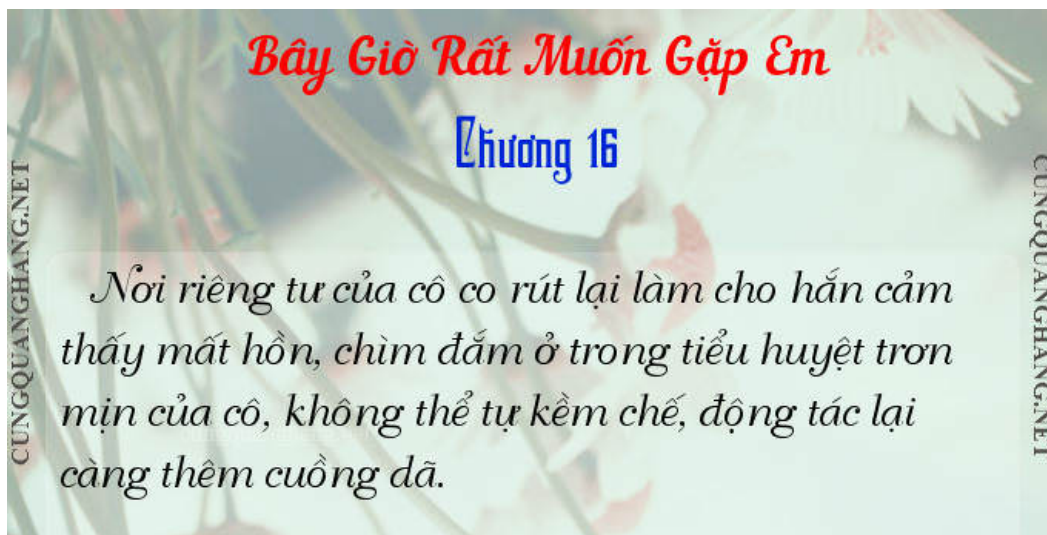 Bây Giờ Rất Muốn Gặp Em
Chương 16
CUNGQUANGHANG.NET
CUNGQUANGHANG.NET
Nơi riêng tư của cô co rút lại làm cho hắn cảm
thấy mất hồn, chìm đắm ở trong tiểu huyệt trơn
mịn của cô, không thể tự kềm chế, động tác lại
càng thêm cuồng dã.